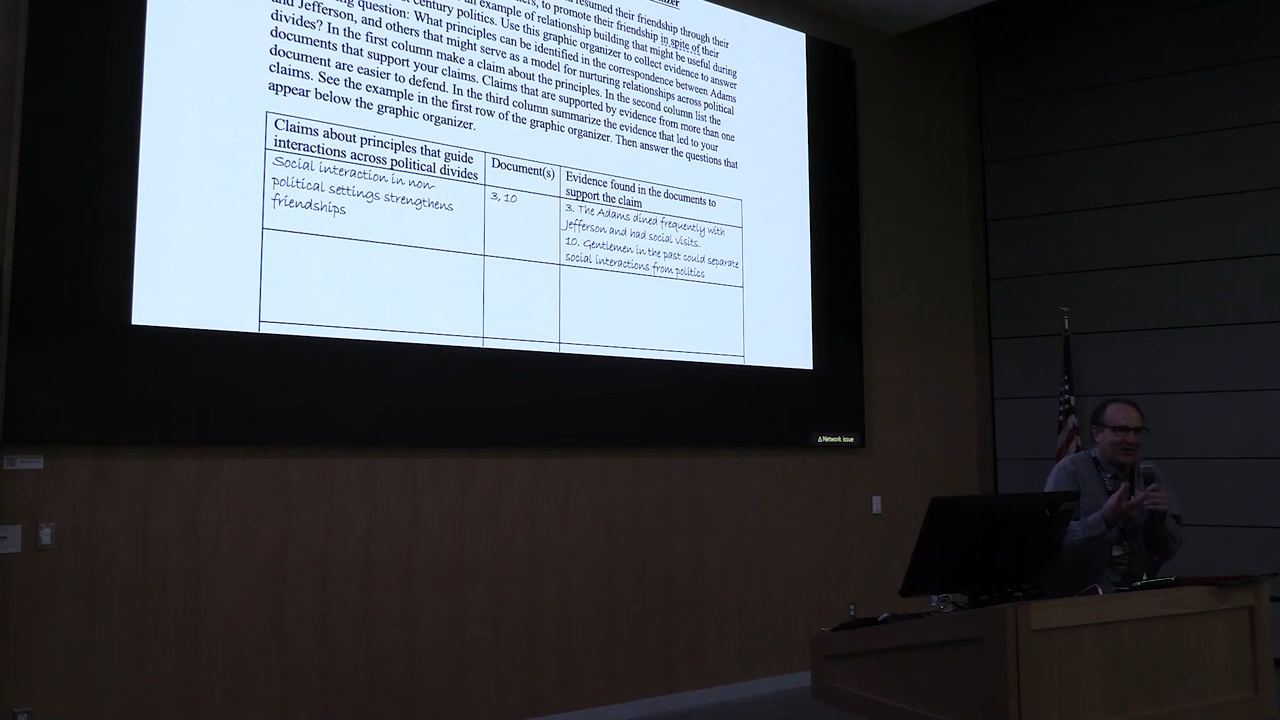 resumed their friendship through their
to promote their friendship in spite of their
an example of relationship building that might be useful during
century politics. Use this graphic organizer to collect evidence to answer
question: What principles can be identified in the correspondence between Adams
and Jefferson, and others that might serve as a model for nurturing relationships across political
divides? In the first column make a claim about the principles. In the second column list the
documents that support your claims. Claims that are supported by evidence from more than one
document are easier to defend. In the third column summarize the evidence that led to your
claims. See the example in the first row of the graphic organizer. Then answer the questions that
appear below the graphic organizer.
Claims about principles that guide
interactions across political divides
Document(s)
Evidence found in the documents to
support the claim
Social interaction in non-
political settings strengthens
friendships
3, 10
3. The Adams dined frequently with
Jefferson and had social visits.
10. Gentlemen in the past could separate
social interactions from politics
⚠Network issue